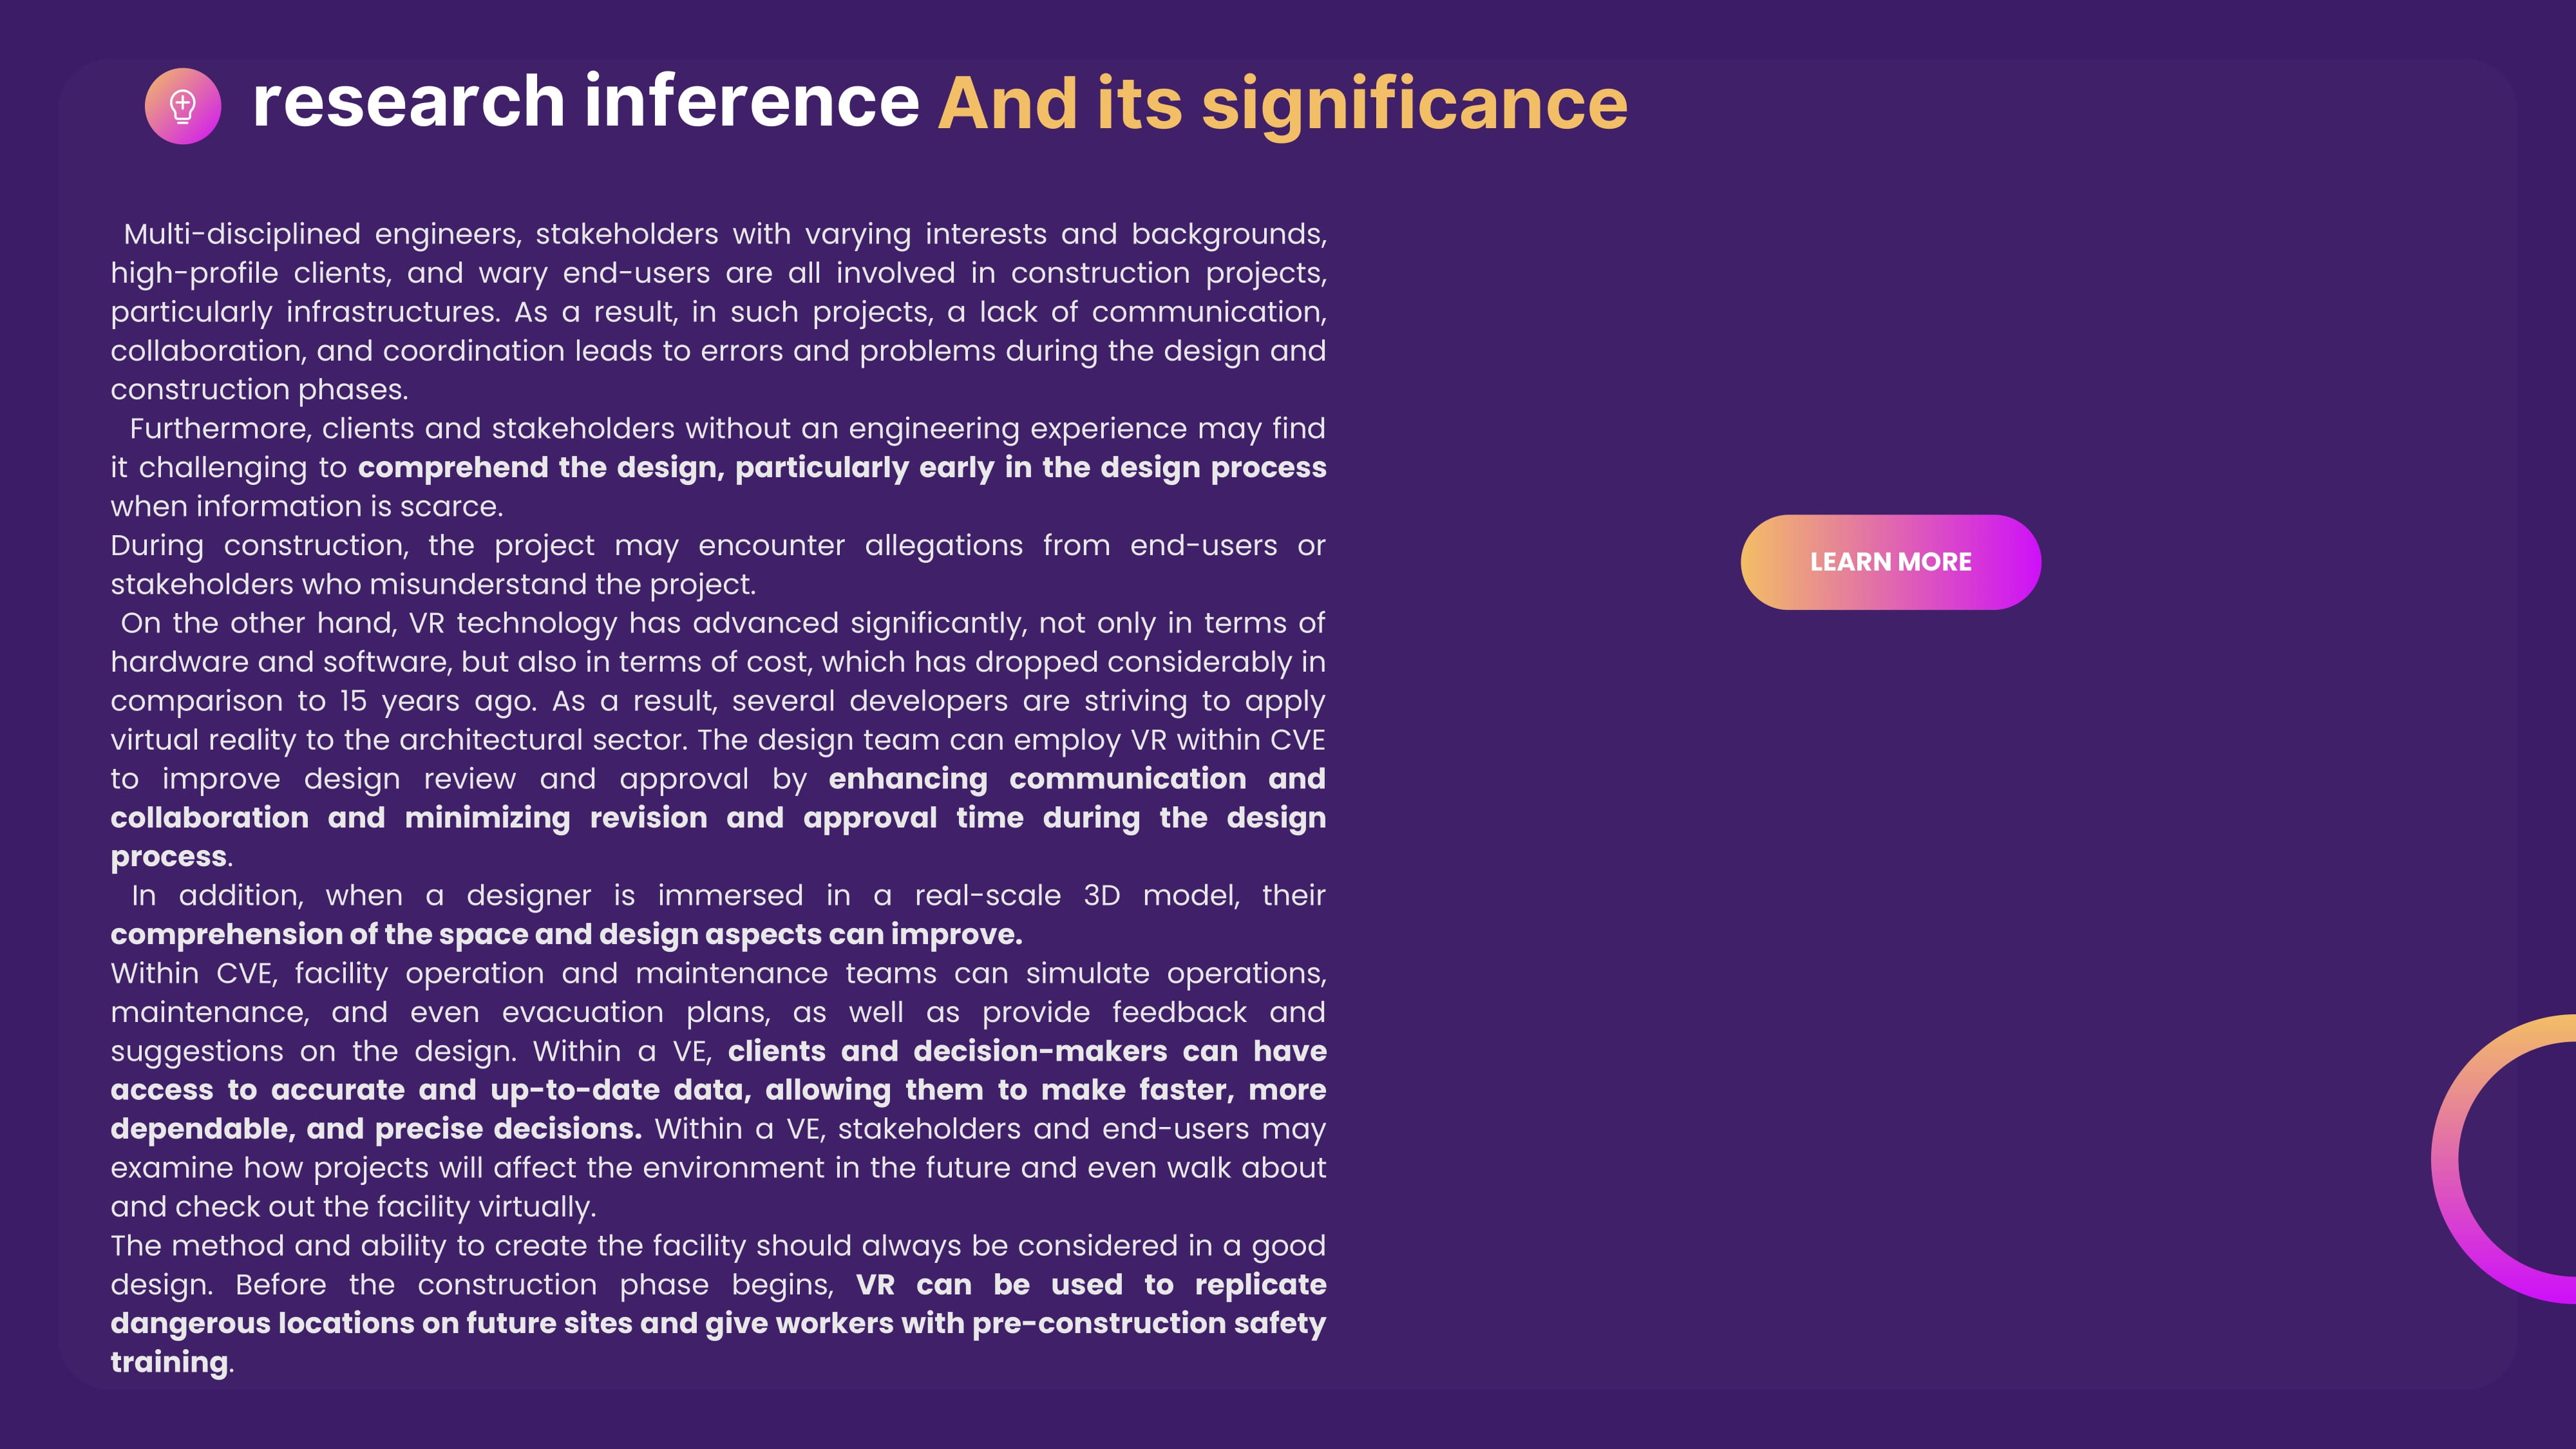 research inference And its significance
Multi-disciplined engineers, stakeholders with varying interests and backgrounds,
high-profile clients, and wary end-users are all involved in construction projects,
particularly infrastructures. As a result, in such projects, a lack of communication,
collaboration, and coordination leads to errors and problems during the design and
construction phases.
Furthermore, clients and stakeholders without an engineering experience may find
it challenging to comprehend the design, particularly early in the design process
when information is scarce.
During construction, the project may encounter allegations from end-users or
stakeholders who misunderstand the project.
On the other hand, VR technology has advanced significantly, not only in terms of
hardware and software, but also in terms of cost, which has dropped considerably in
comparison to 15 years ago. As a result, several developers are striving to apply
virtual reality to the architectural sector. The design team can employ VR within CVE
to improve design review and approval by enhancing communication and
collaboration and minimizing revision and approval time during the design
process.
In addition, when a designer is immersed in a real-scale 3D model, their
comprehension of the space and design aspects can improve.
Within CVE, facility operation and maintenance teams can simulate operations,
maintenance, and even evacuation plans, as well as provide feedback and
suggestions on the design. Within a VE, clients and decision-makers can have
access to accurate and up-to-date data, allowing them to make faster, more
dependable, and precise decisions. Within a VE, stakeholders and end-users may
examine how projects will affect the environment in the future and even walk about
and check out the facility virtually.
The method and ability to create the facility should always be considered in a good
design. Before the construction phase begins, VR can be used to replicate
dangerous locations on future sites and give workers with pre-construction safety
training.
LEARN MORE